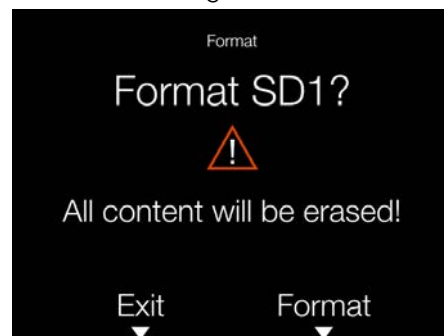 Format
Format SD1?
!
All content will be erased!
Exit Format